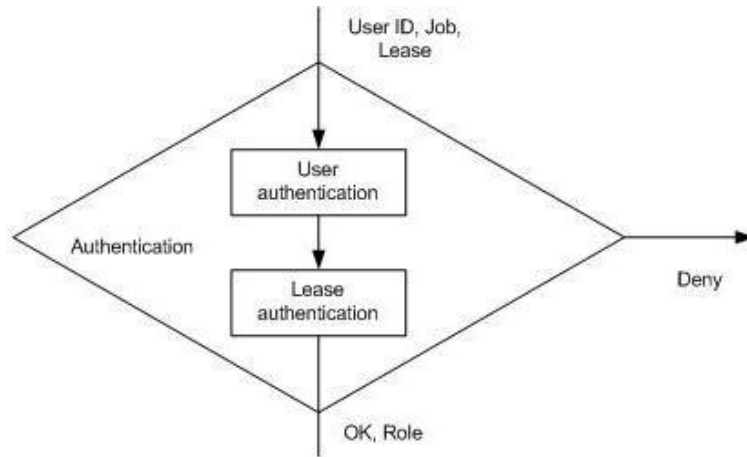 User ID, Job,
Lease
User
authentication
Authentication
Lease
authentication
Deny
OK, Role